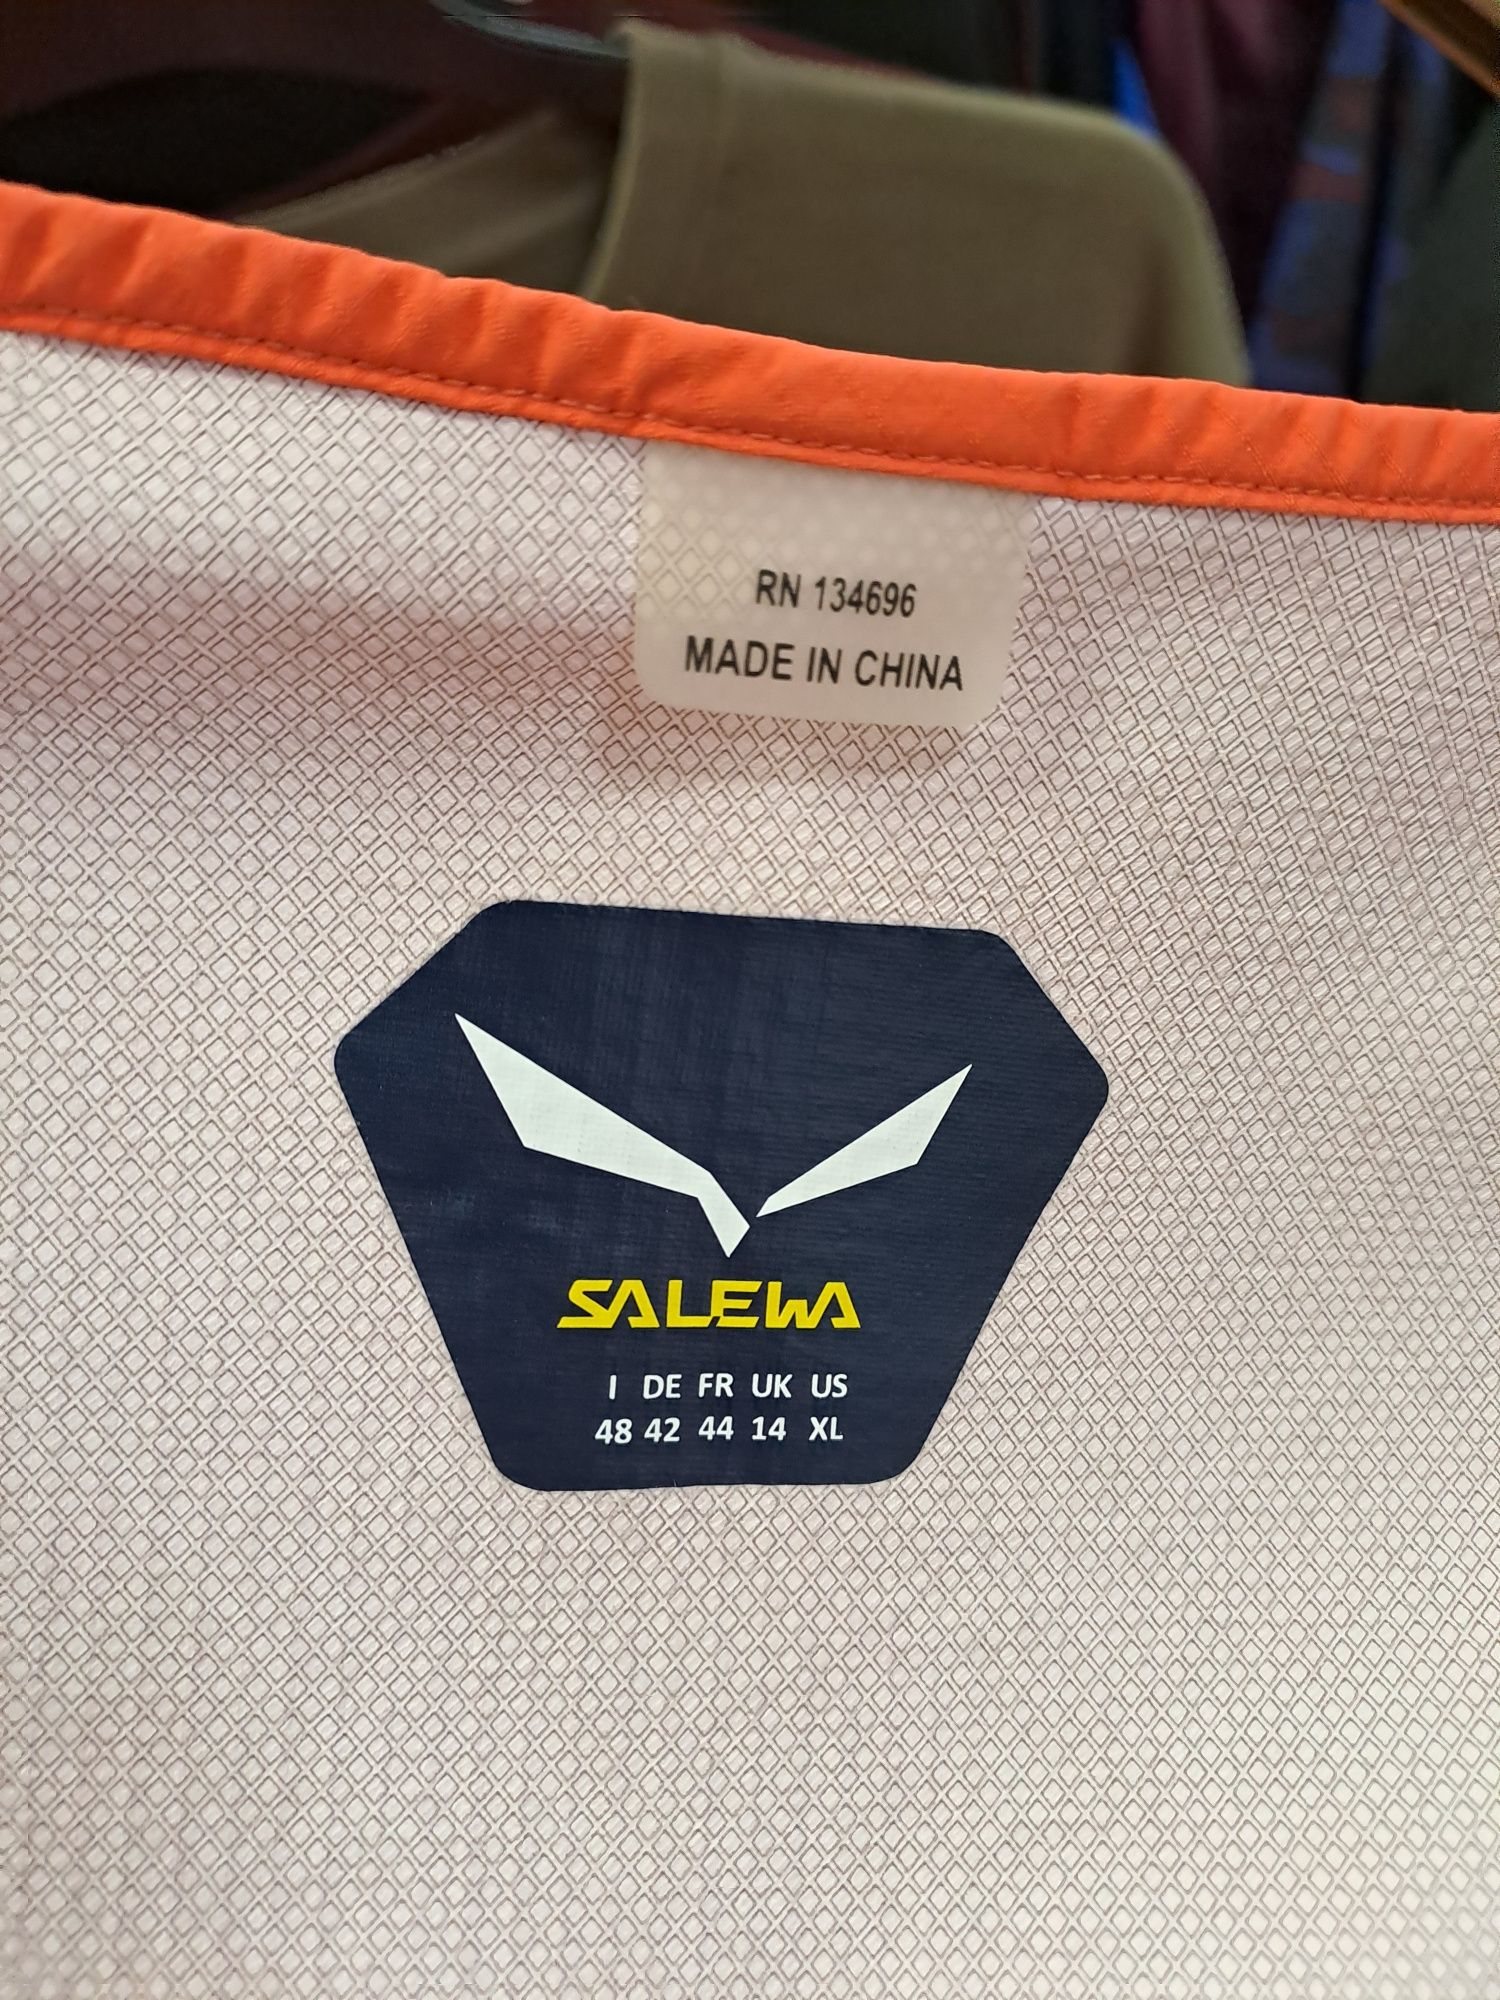 RN 134696
MADE IN CHINA
SALEWA
I DE FR UK US
48 42 44 14 XL